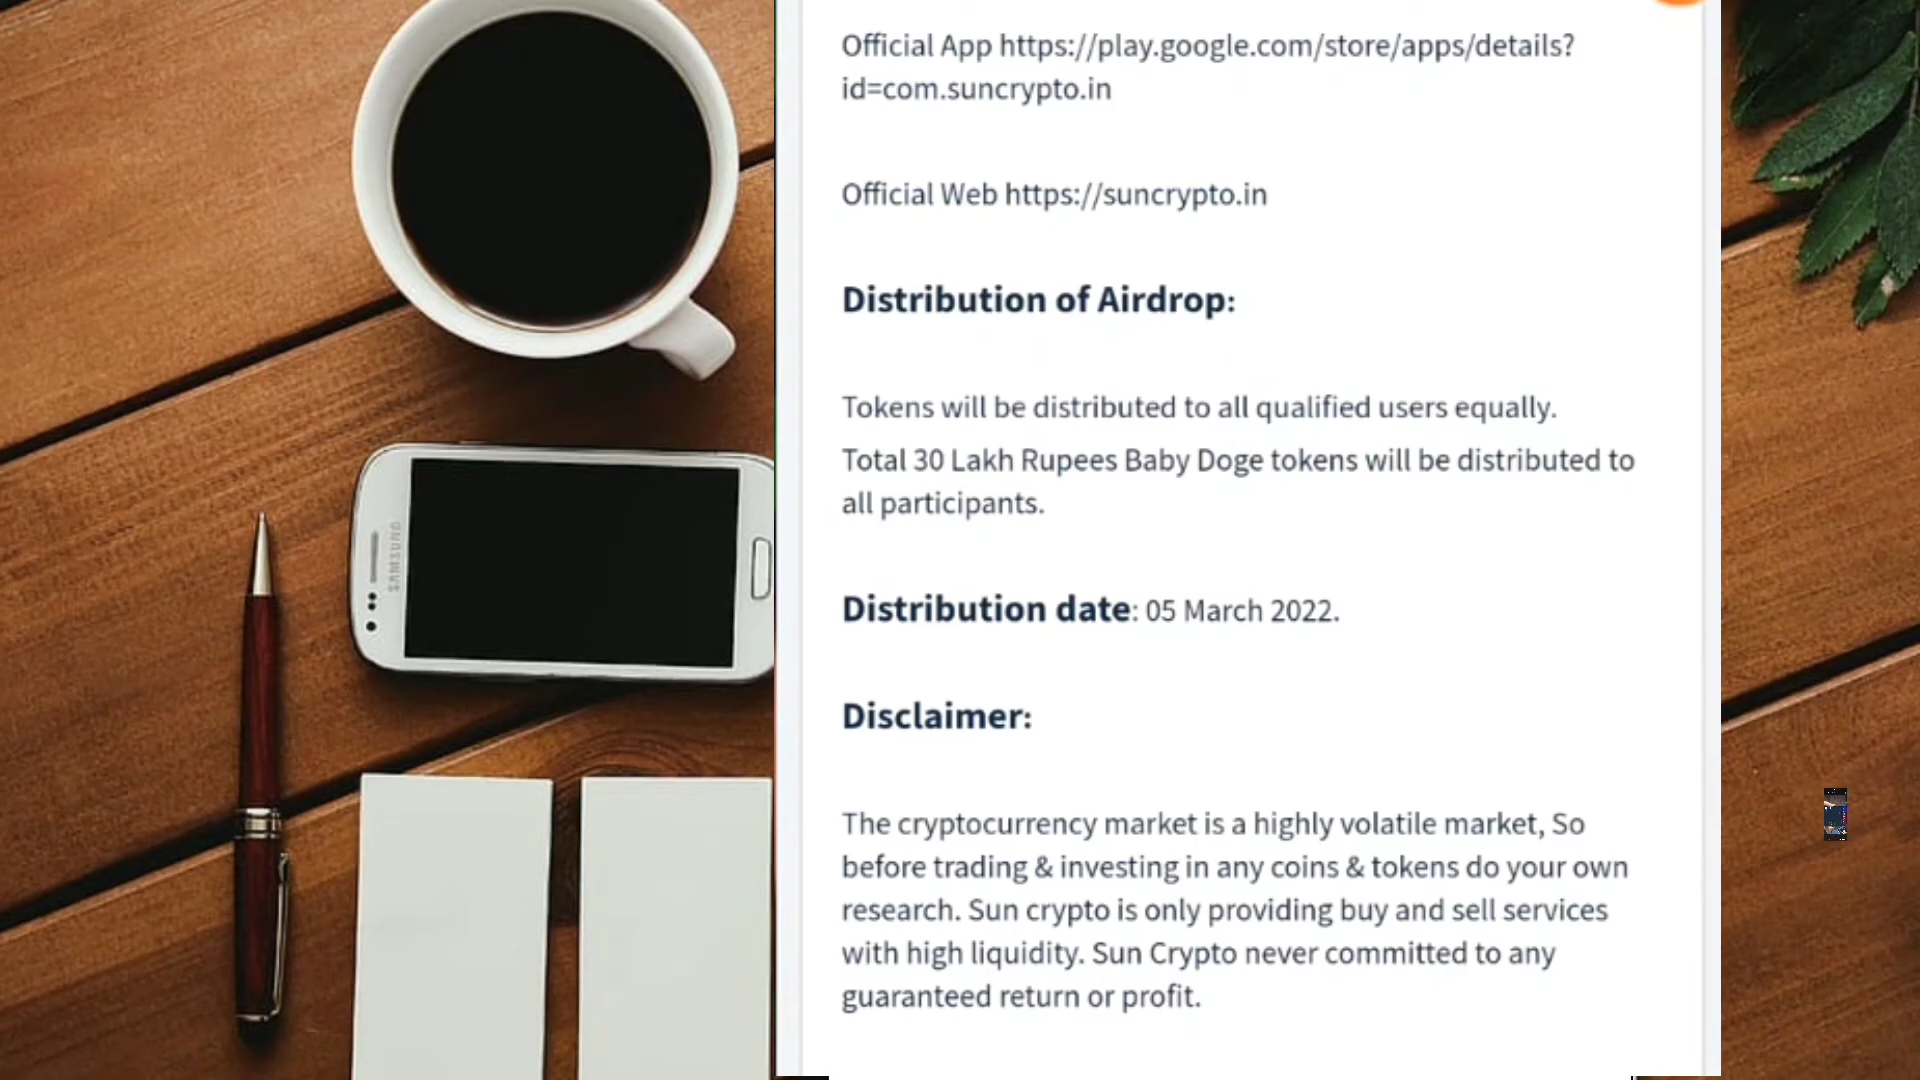 Official App https://play.google.com/store/apps/details?
id=com.suncrypto.in
Official Web https://suncrypto.in
Distribution of Airdrop:
Tokens will be distributed to all qualified users equally.
Total 30 Lakh Rupees Baby Doge tokens will be distributed to
all participants.
Distribution date: 05 March 2022.
Disclaimer:
The cryptocurrency market is a highly volatile market, So
before trading & investing in any coins & tokens do your own
research. Sun crypto is only providing buy and sell services
with high liquidity. Sun Crypto never committed to any
guaranteed return or profit.
SAMSUNG